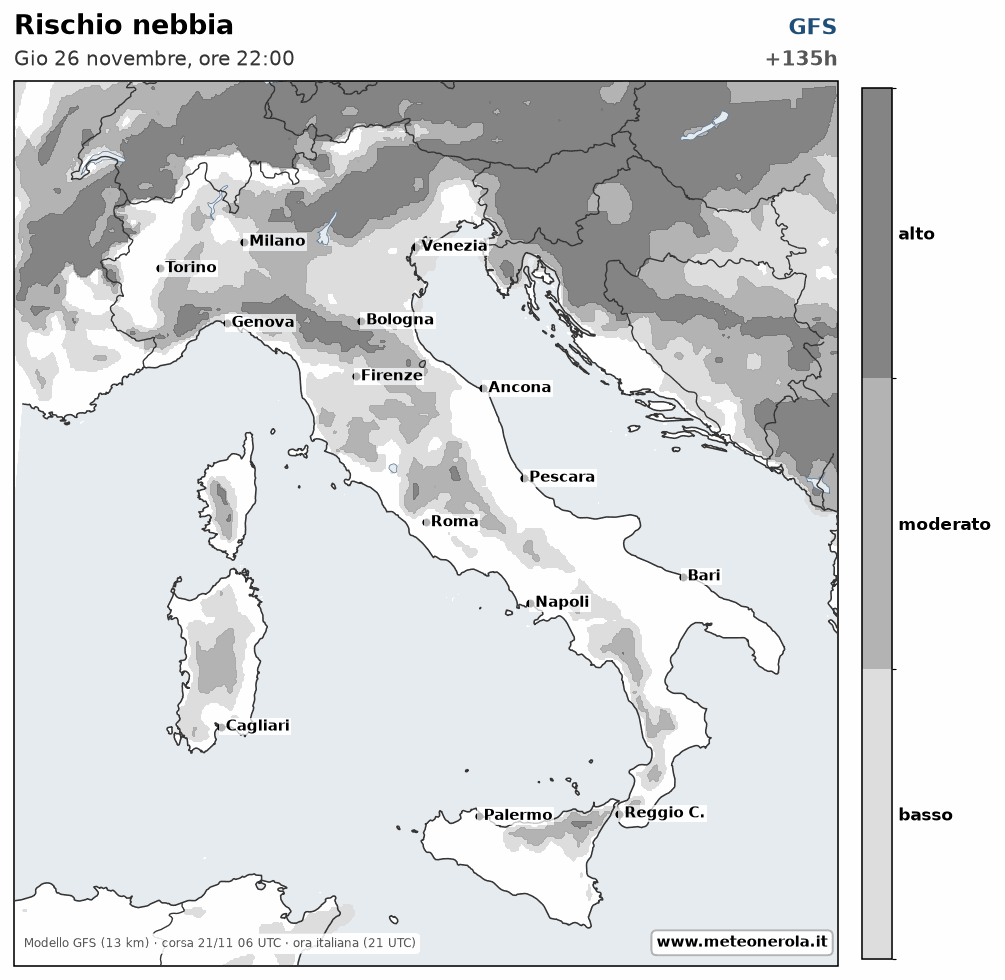 Rischio nebbia
GFS
Gio 26 novembre, ore 22:00
+135h
alto
Milano
Venezia
Torino
Genova
Bologna
Firenze
Ancona
Pescara
Roma
moderato
Bari
Napoli
Cagliari
Palermo
Reggio C.
basso
Modello GFS (13 km) · corsa 21/11 06 UTC · ora italiana (21 UTC)
www.meteonerola.it